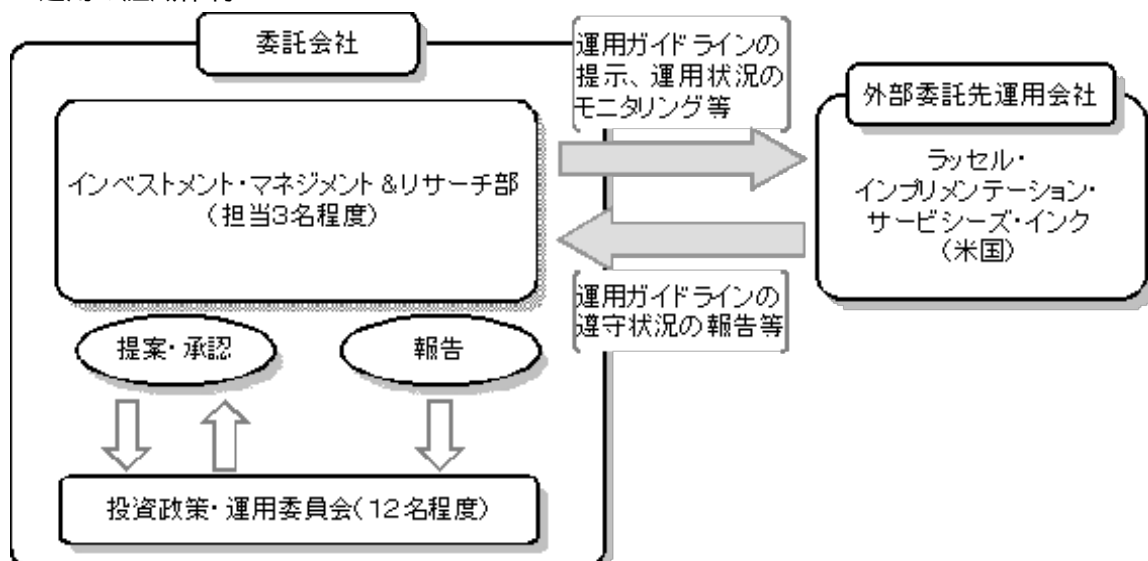 委託会社
運用ガイドラインの
提示、運用状況の
モニタリング等
外部委託先運用会社
インベストメント・マネジメント&リサーチ部
(担当3名程度)
ラッセル・
インプリメンテーション・
サービシーズ・インク
(米国)
運用ガイドラインの
遵守状況の報告等
提案・承認
報告
投資政策・運用委員会(12名程度)